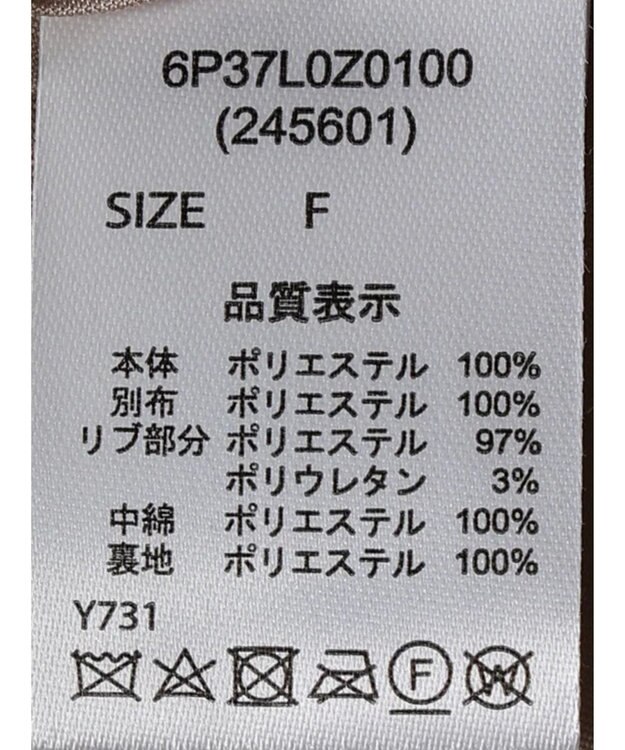 6P37L0Z0100
(245601)
SIZE F
品質表示
本体 ポリエステル 100%
別布 ポリエステル 100%
リブ部分 ポリエステル 97%
ポリウレタン 3%
中綿 ポリエステル 100%
裏地 ポリエステル 100%
Y731
F W